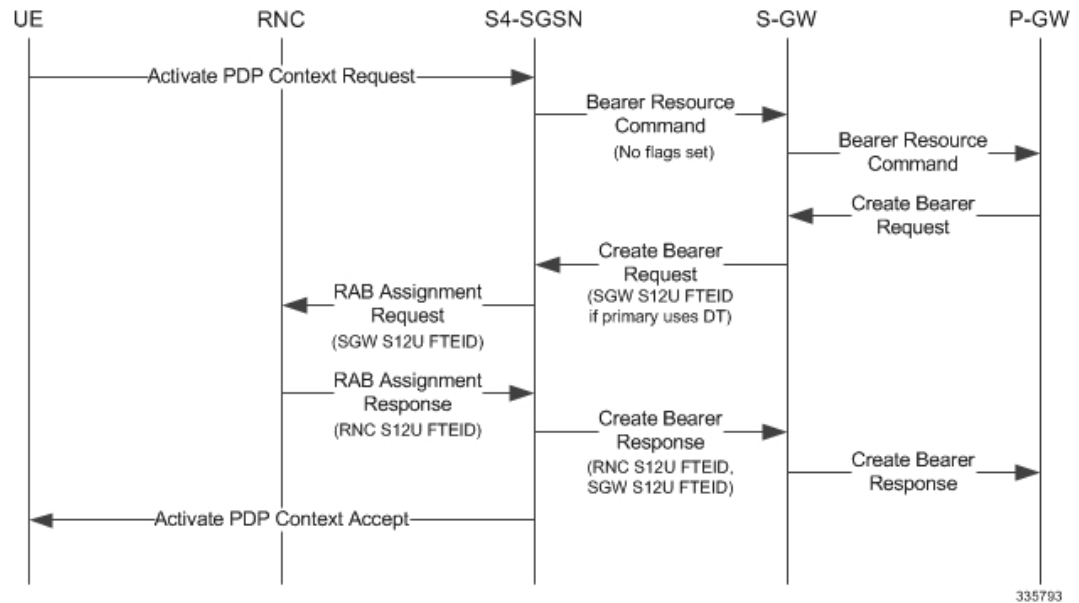 UE RNC S4-SGSN S-GW P-GW
Activate PDP Context Request
Bearer Resource
Command
(No flags set)
Bearer Resource
Command
Create Bearer
Request
Create Bearer
Request
(SGW S12U FTEID
if primary uses DT)
RAB Assignment
Request
(SGW S12U FTEID)
RAB Assignment
Response
(RNC S12U FTEID)
Create Bearer
Response
(RNC S12U FTEID,
SGW S12U FTEID)
Create Bearer
Response
Activate PDP Context Accept
335793